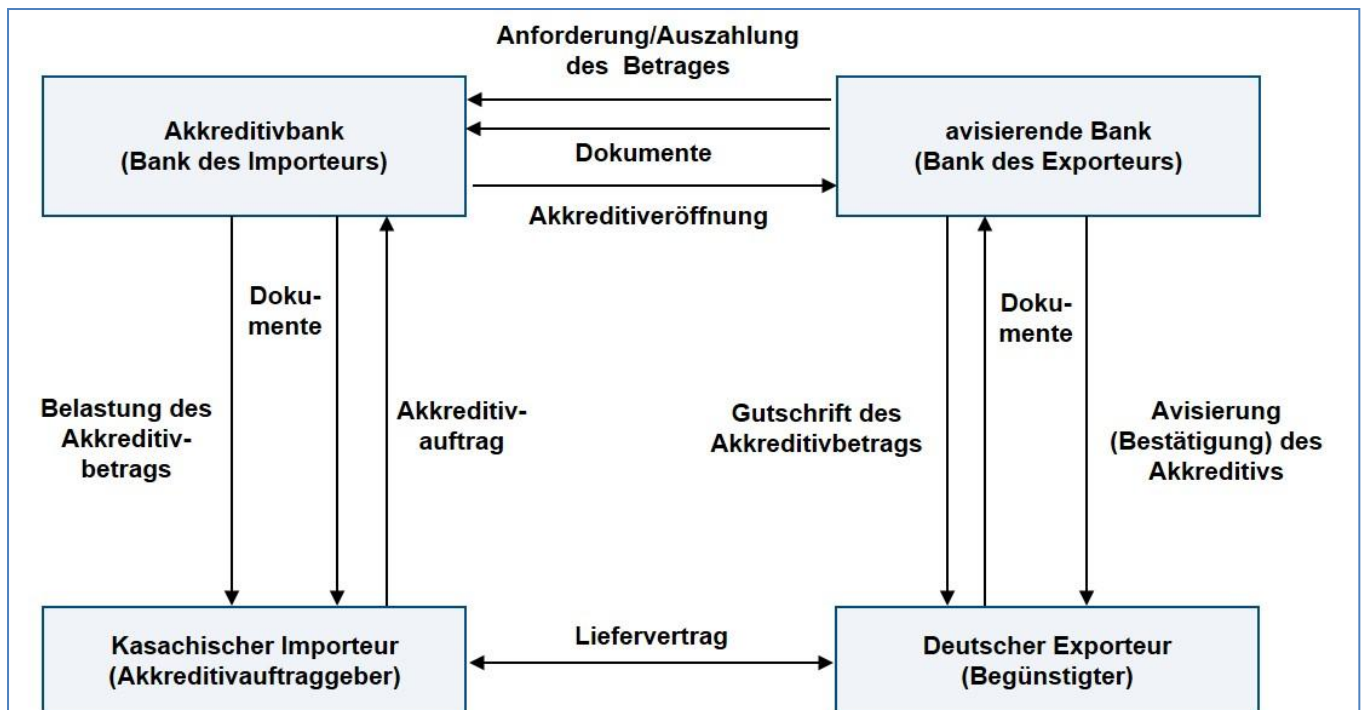 Anforderung/Auszahlung
des Betrages
Akkreditivbank
(Bank des Importeurs)
avisierende Bank
(Bank des Exporteurs)
Dokumente
Akkreditiveröffnung
Doku-
mente
Doku-
mente
Belastung des
Akkreditiv-
betrags
Akkreditiv-
auftrag
Gutschrift des
Akkreditivbetrags
Avisierung
(Bestätigung) des
Akkreditivs
Kasachischer Importeur
(Akkreditivauftraggeber)
Liefervertrag
Deutscher Exporteur
(Begünstigter)